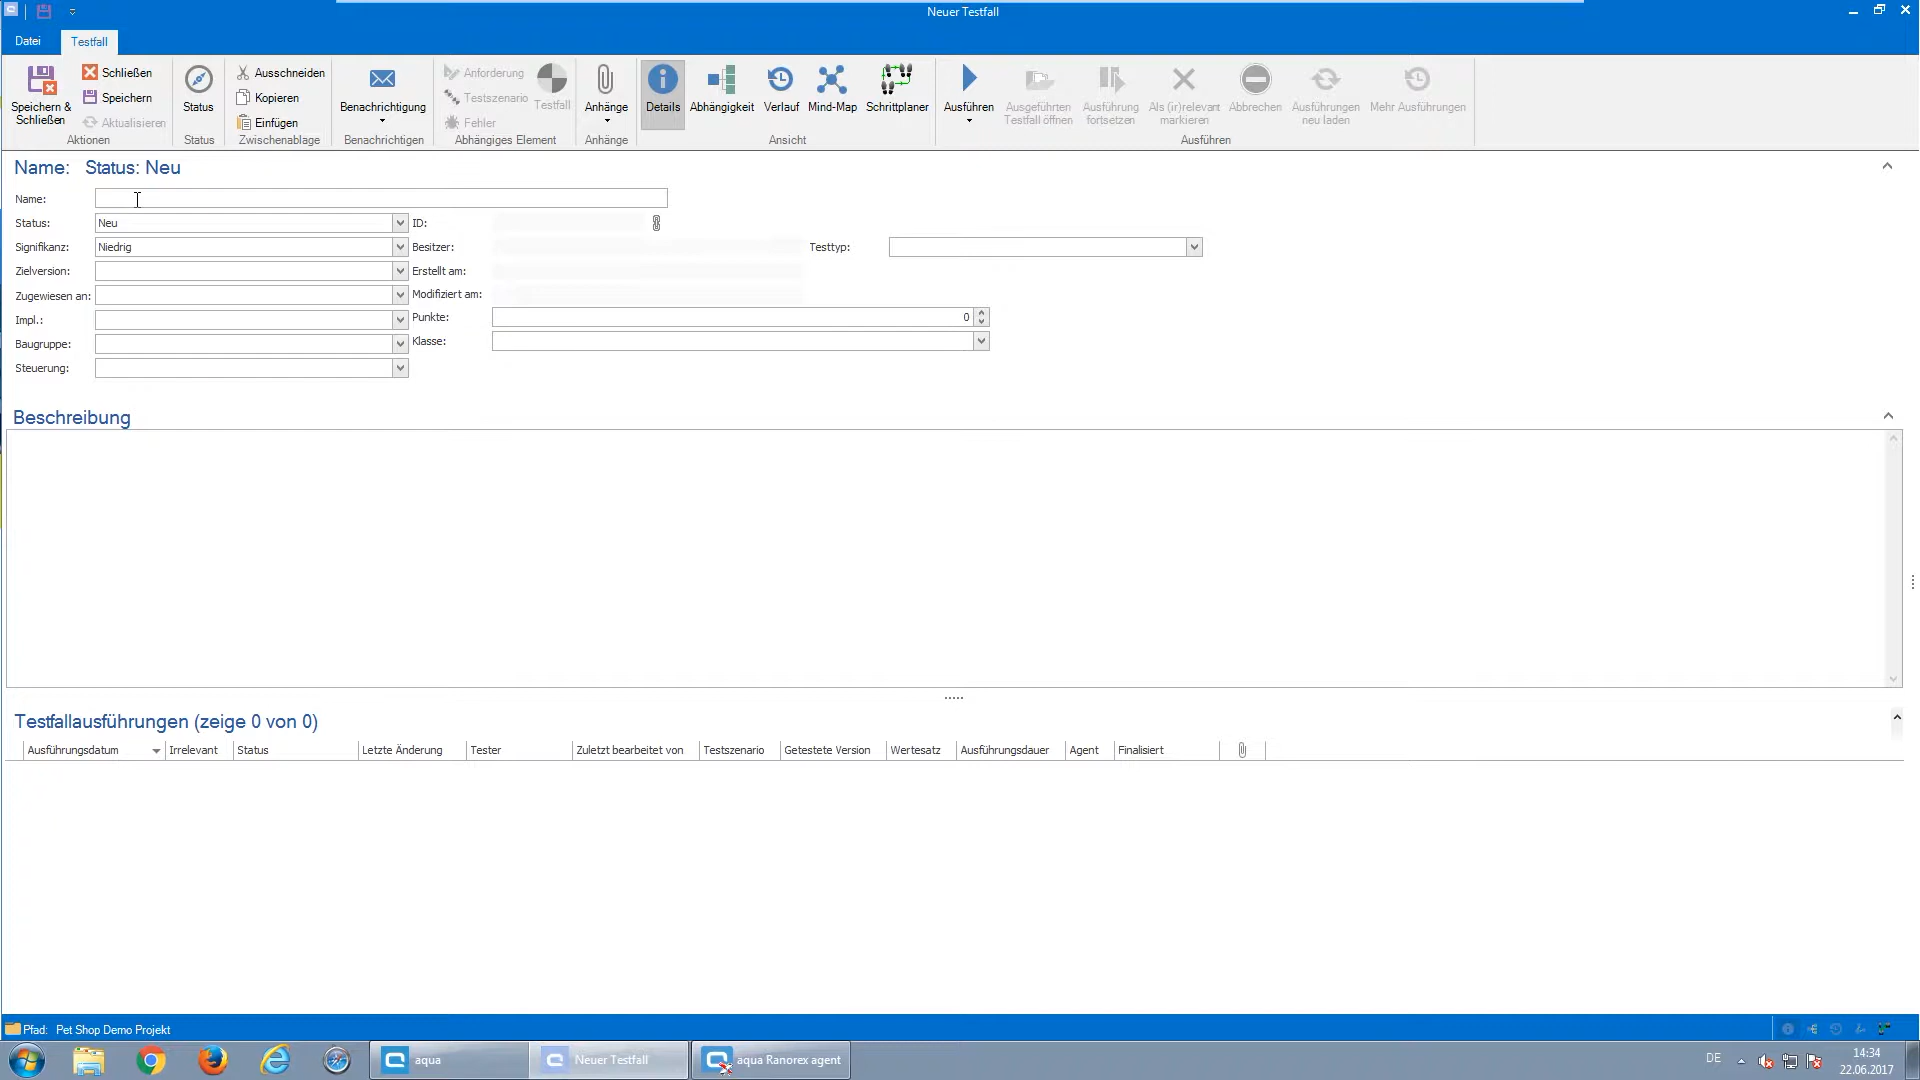 Neuer Testfall
Datei Testfall
Speichern & Schließen
Schließen
Speichern
Aktualisieren
Aktionen
Status
Status
Ausschneiden
Kopieren
Einfügen
Zwischenablage
Benachrichtigung
Benachrichtigen
Anforderung
Testszenario
Fehler
Testfall
Abhängiges Element
Anhänge
Anhänge
Details Abhängigkeit Verlauf Mind-Map Schrittplaner
Ansicht
Ausführen
Ausgeführten Testfall öffnen
Ausführung fortsetzen
Als (ir)relevant markieren
Abbrechen
Ausführungen neu laden
Mehr Ausführungen
Ausführen
Name: Status: Neu
Name:
Status: Neu ID:
Signifikanz: Niedrig Besitzer: Testtyp:
Zielversion: Erstellt am:
Zugewiesen an: Modifiziert am:
Impl.: Punkte: 0
Baugruppe: Klasse:
Steuerung:
Beschreibung
Testfallausführungen (zeige 0 von 0)
Ausführungsdatum Irrelevant Status Letzte Änderung Tester Zuletzt bearbeitet von Testszenario Getestete Version Wertesatz Ausführungsdauer Agent Finalisiert
Pfad: Pet Shop Demo Projekt
aqua Neuer Testfall aqua Ranorex agent DE 14:34
22.06.2017